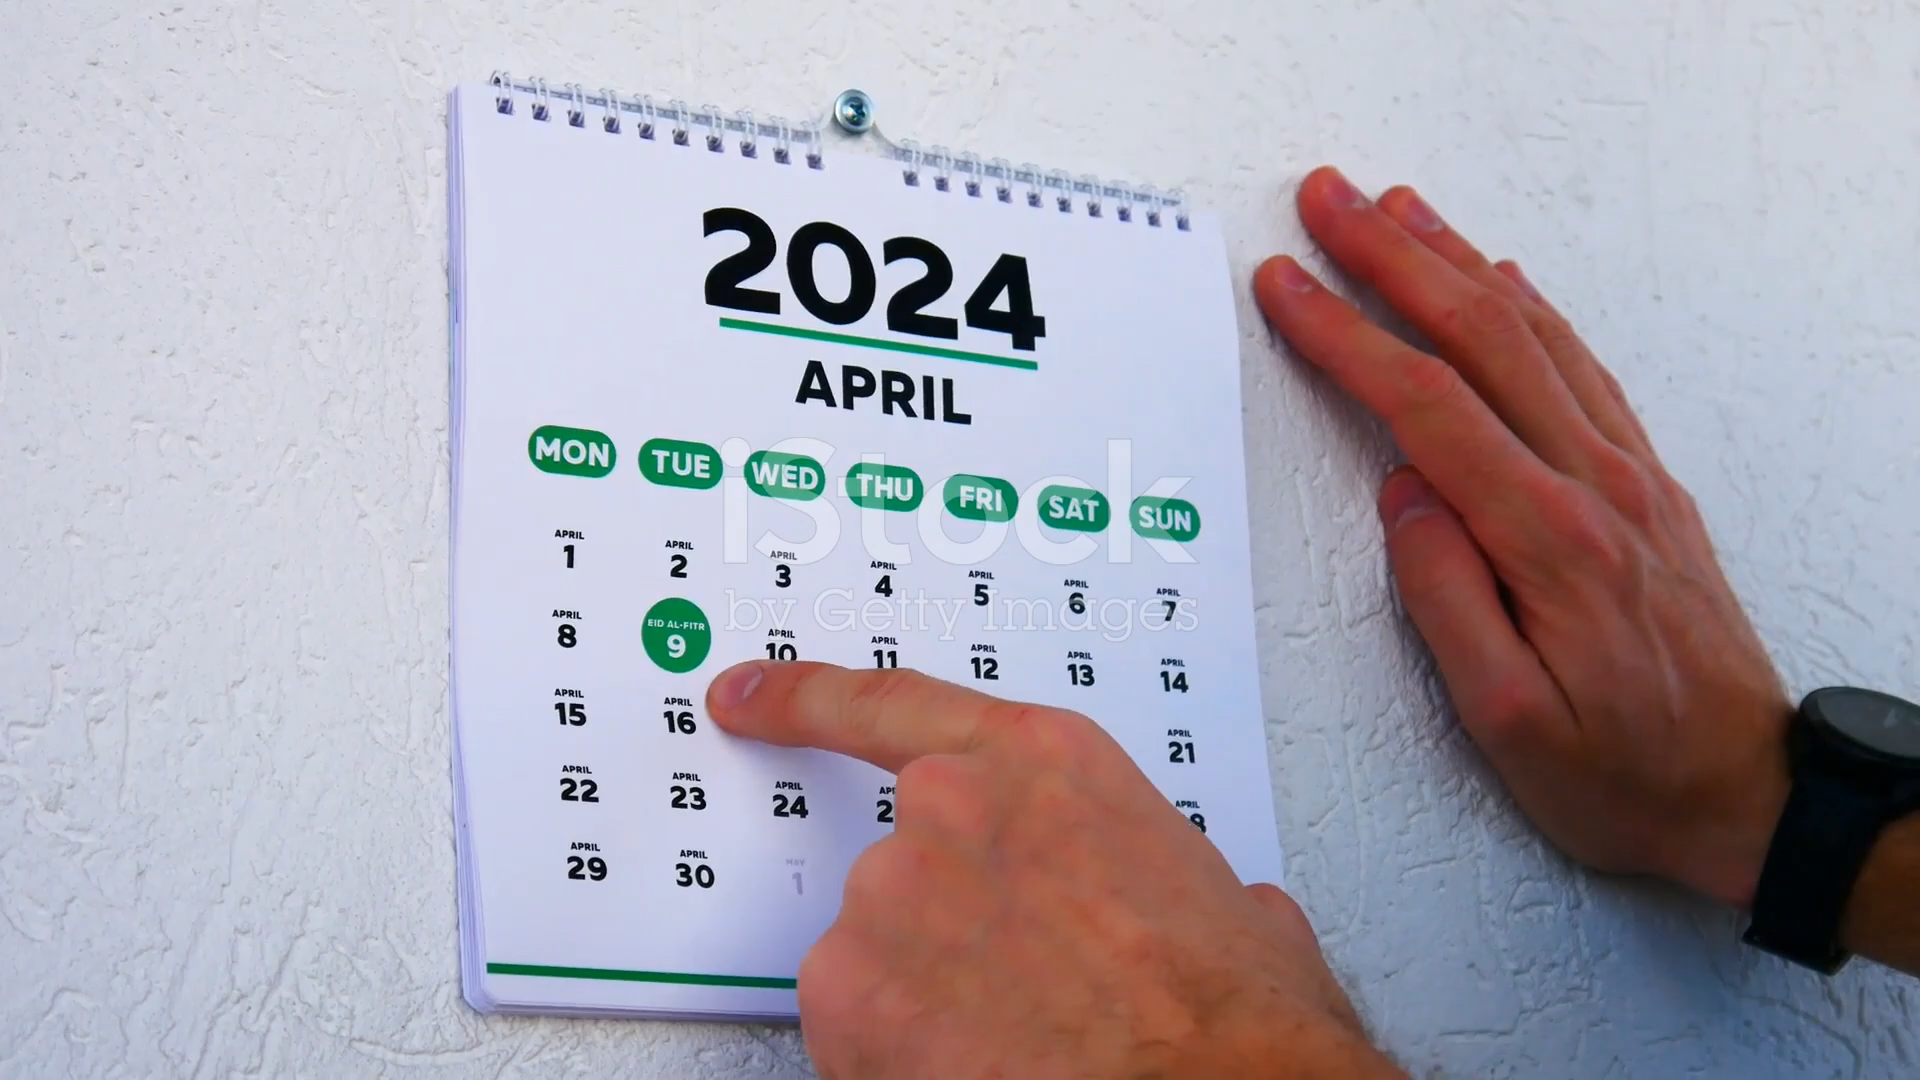 2024
APRIL
MON TUE WED THU FRI SAT SUN
APRIL APRIL APRIL APRIL APRIL APRIL APRIL
1 2 3 4 5 6 7
APRIL EID AL-FITR APRIL APRIL APRIL APRIL APRIL
8 9 10 11 12 13 14
APRIL APRIL APRIL
15 16 21
APRIL APRIL APRIL APRIL
22 23 24
APRIL APRIL MAY
29 30 1
iStock
by Getty Images